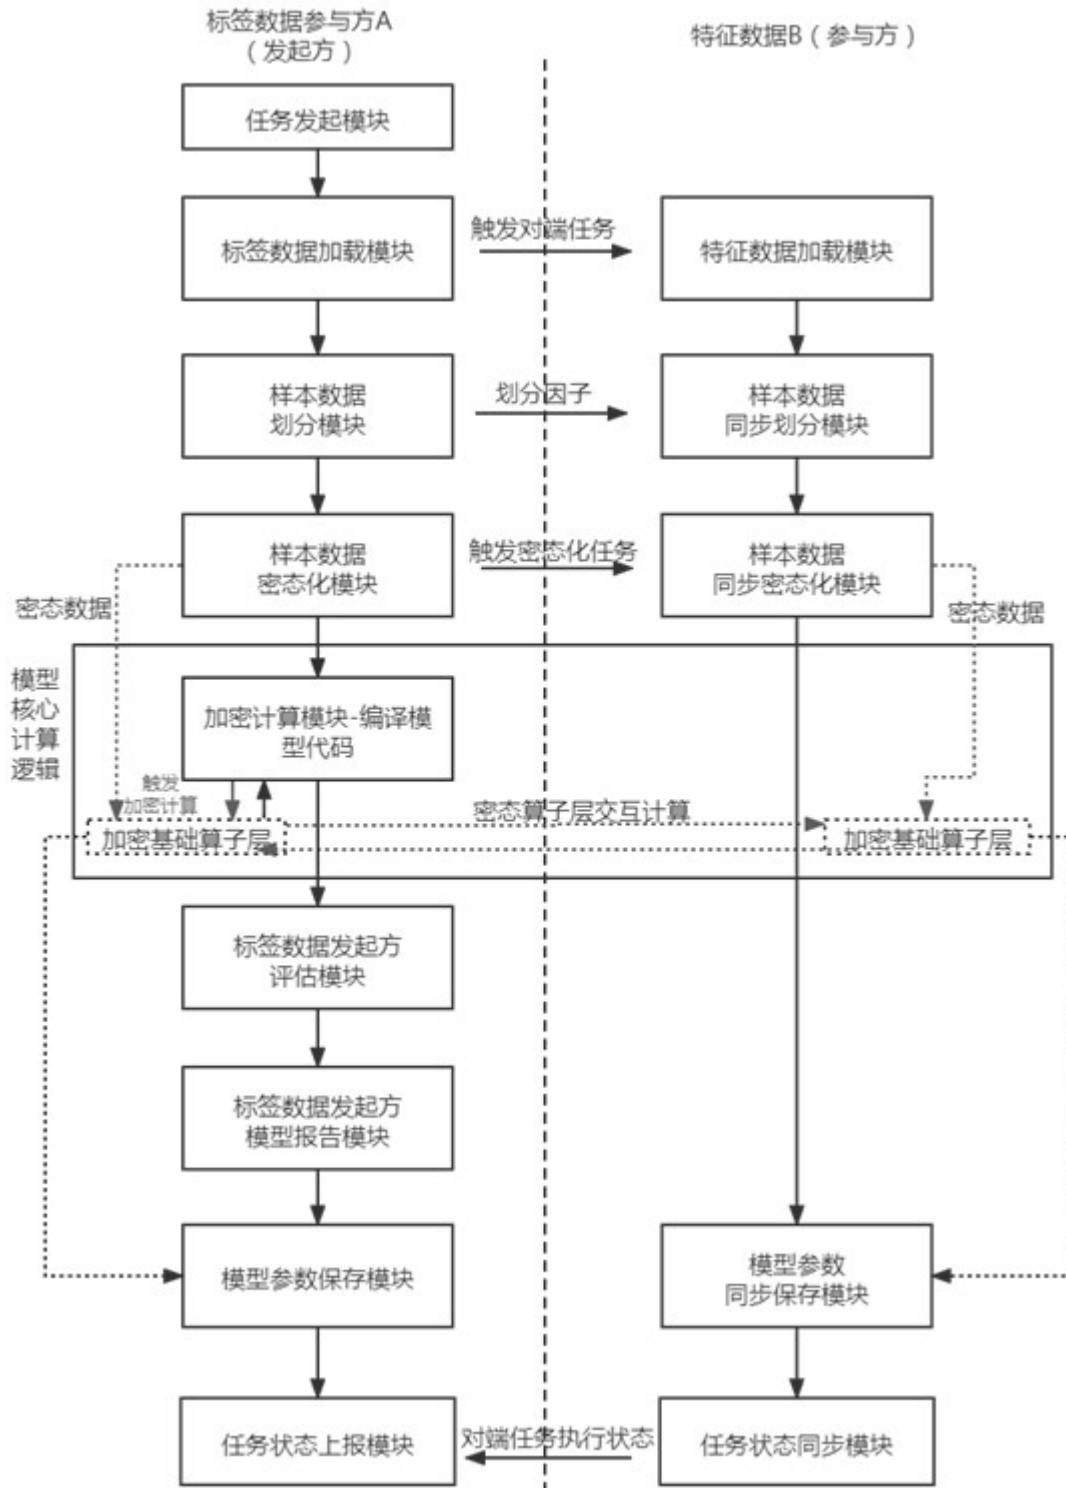 标签数据参与方A
（发起方）
特征数据B（参与方）
任务发起模块
标签数据加载模块
触发对端任务
特征数据加载模块
样本数据
划分模块
划分因子
样本数据
同步划分模块
样本数据
密态化模块
触发密态化任务
样本数据
同步密态化模块
密态数据
密态数据
模型
核心
计算
逻辑
加密计算模块-编译模
型代码
触发
加密计算
密态算子层交互计算
加密基础算子层
加密基础算子层
标签数据发起方
评估模块
标签数据发起方
模型报告模块
模型参数保存模块
模型参数
同步保存模块
任务状态上报模块
对端任务执行状态
任务状态同步模块